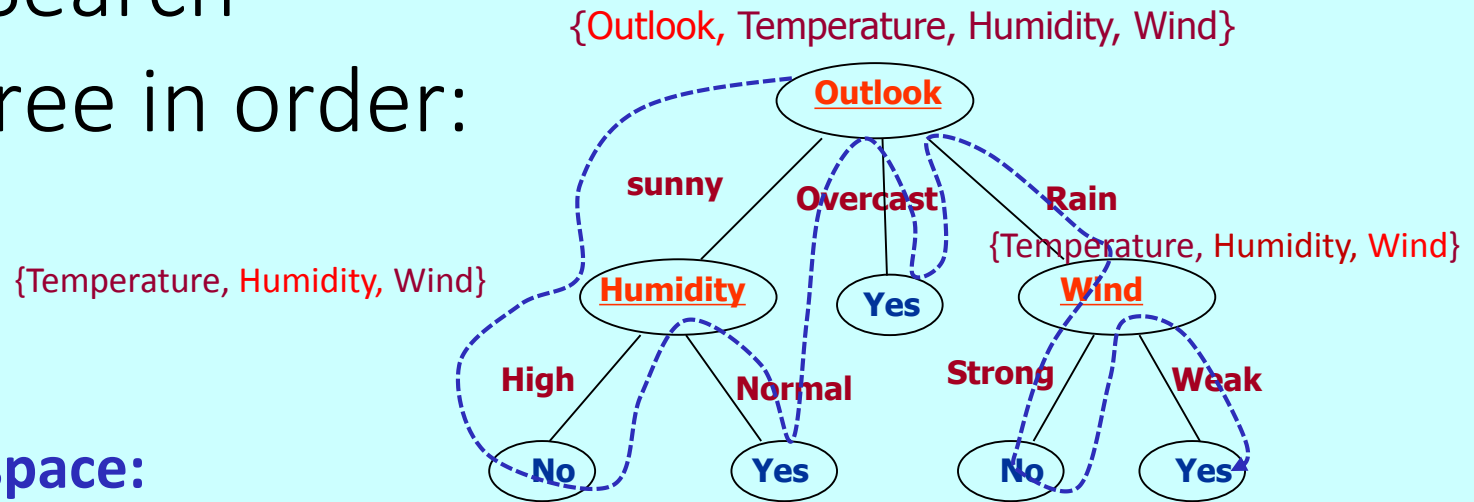 search
{Outlook, Temperature, Humidity, Wind}
ree in order:
Outlook
sunny
Overcast
Rain
{Temperature, Humidity, Wind}
{Temperature, Humidity, Wind}
Humidity
Yes
Wind
High
Normal
Strong
Weak
space:
No
Yes
No
Yes